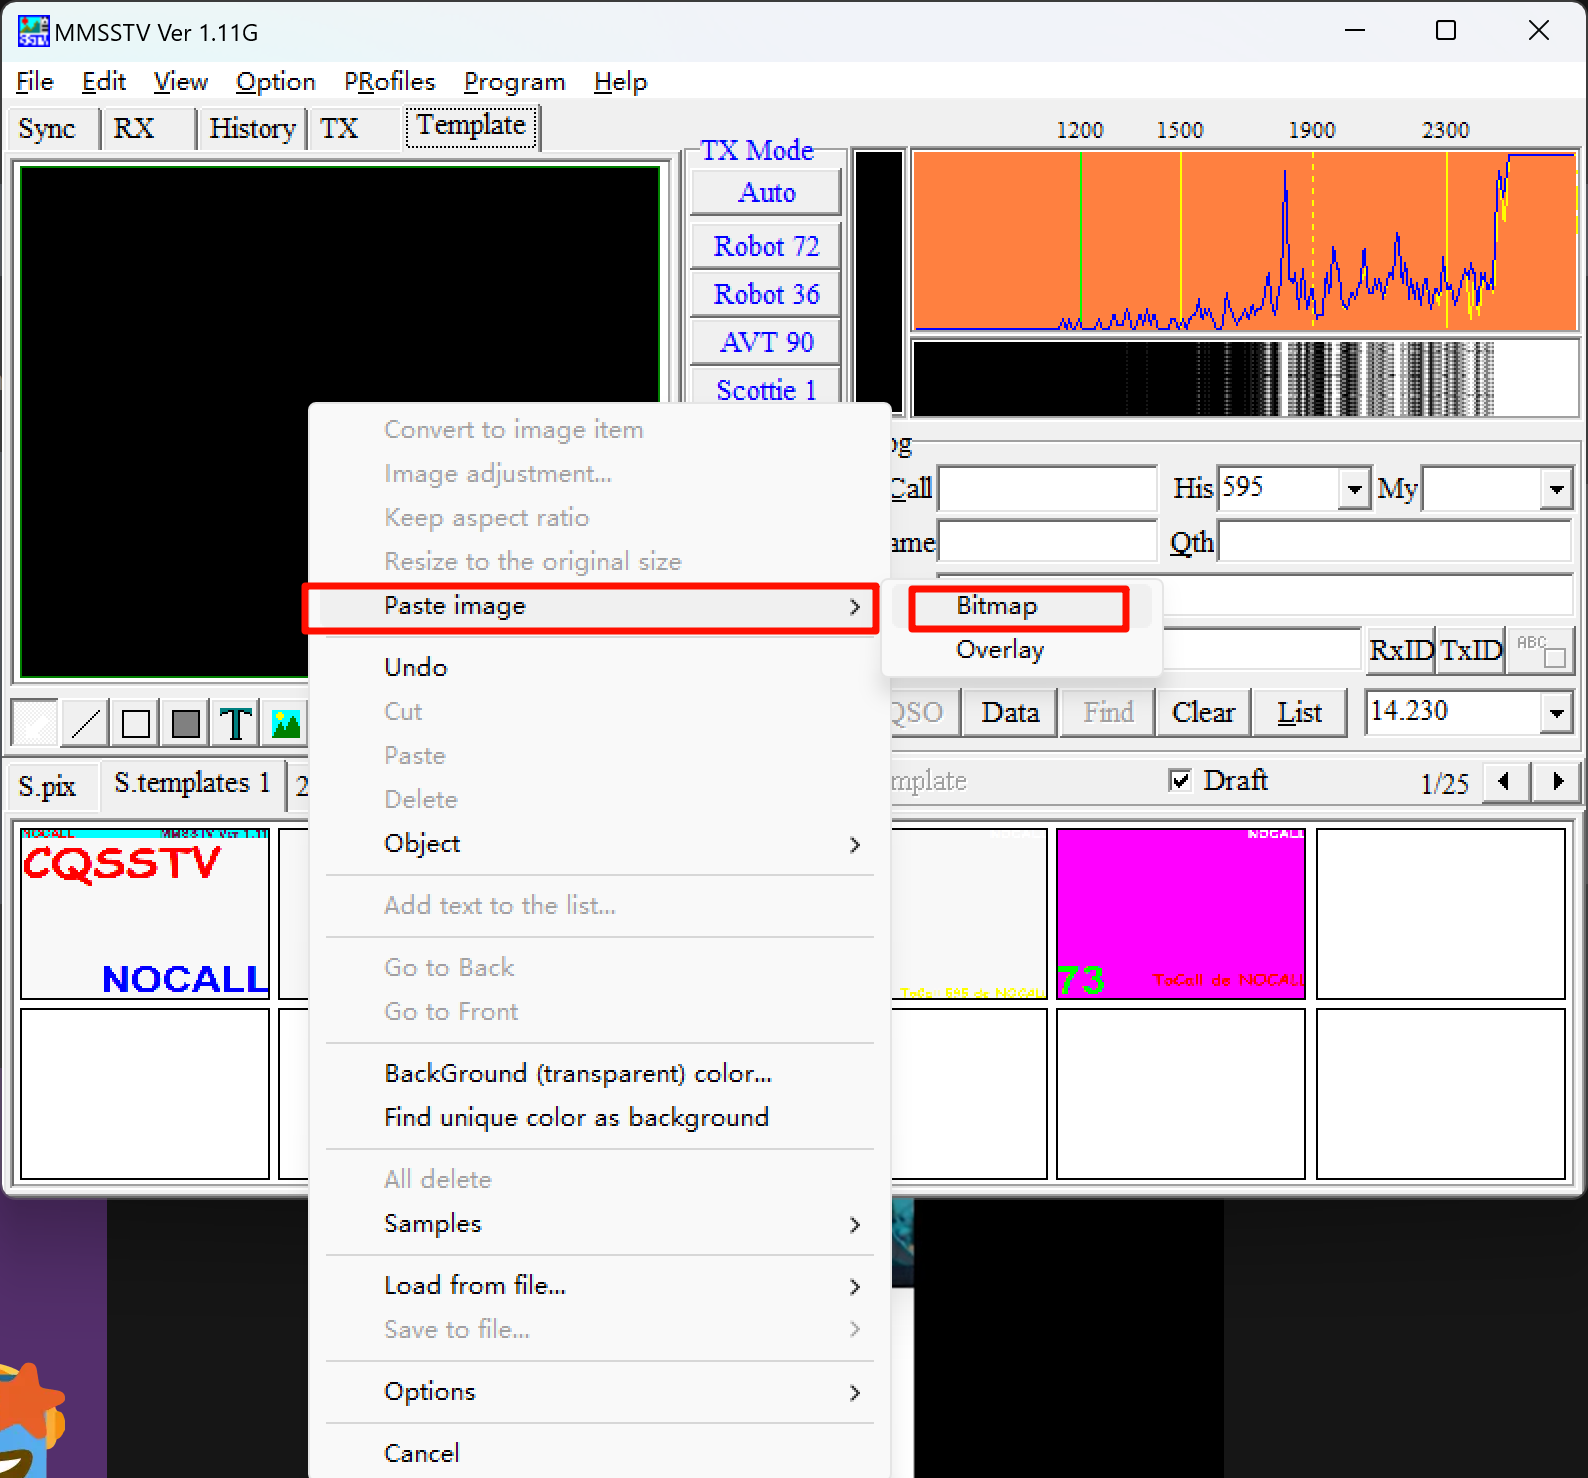 MMSSTV Ver 1.11G
File Edit View Option PRofiles Program Help
Sync RX History TX Template
1200 1500 1900 2300
TX Mode
Auto
Robot 72
Robot 36
AVT 90
Scottie 1
Convert to image item
Image adjustment...
Keep aspect ratio
Resize to the original size
Paste image
Undo
Cut
Paste
Delete
Object
Add text to the list...
Go to Back
Go to Front
BackGround (transparent) color...
Find unique color as background
All delete
Samples
Load from file...
Save to file...
Options
Cancel
Bitmap
Overlay
Call His 595 My
Qth
RxID TxID ABC
QSO Data Find Clear List 14.230
T
S.pix S.templates 1 2
Draft 1/25
NOCALL MMSSTV Ver 1.11
CQSSTV
NOCALL
ToCall 595 de NOCALL
NOCALL
73 ToCall de NOCALL